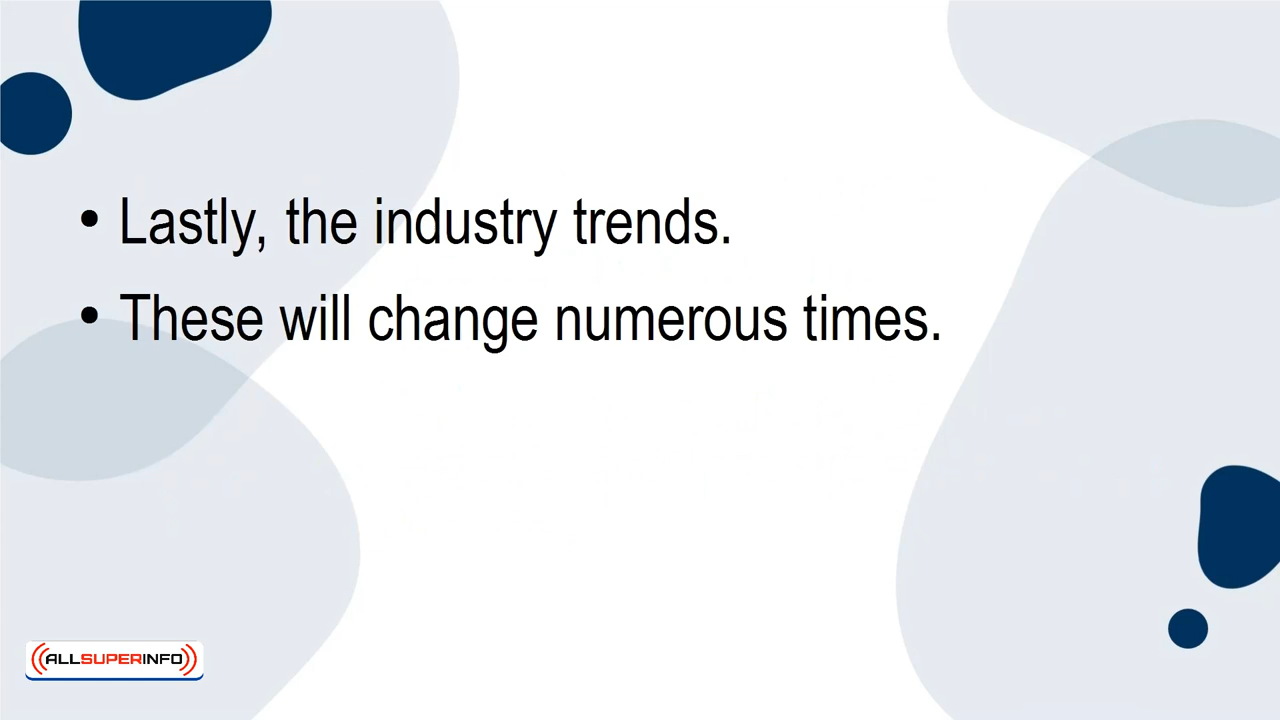 • Lastly, the industry trends.
• These will change numerous times.
ALLSUPERINFO